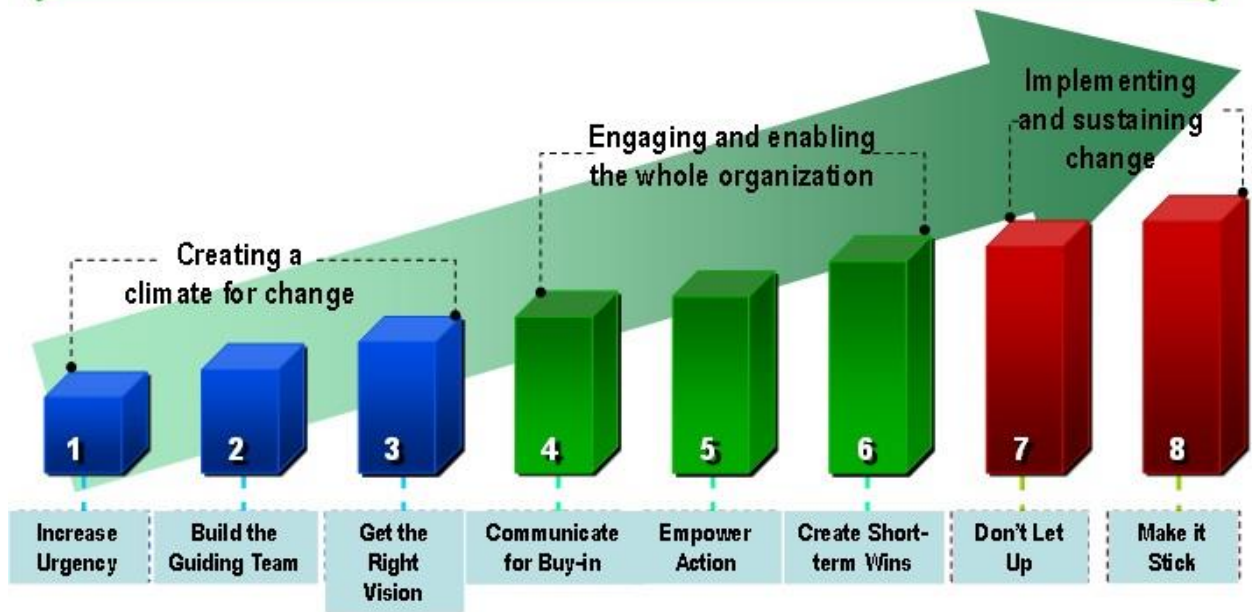 Implementing
and sustaining
change
Engaging and enabling
the whole organization
Creating a
climate for change
1
2
3
4
5
6
7
8
Increase
Urgency
Build the
Guiding Team
Get the
Right
Vision
Communicate
for Buy-in
Empower
Action
Create Short-
term Wins
Don't Let
Up
Make it
Stick